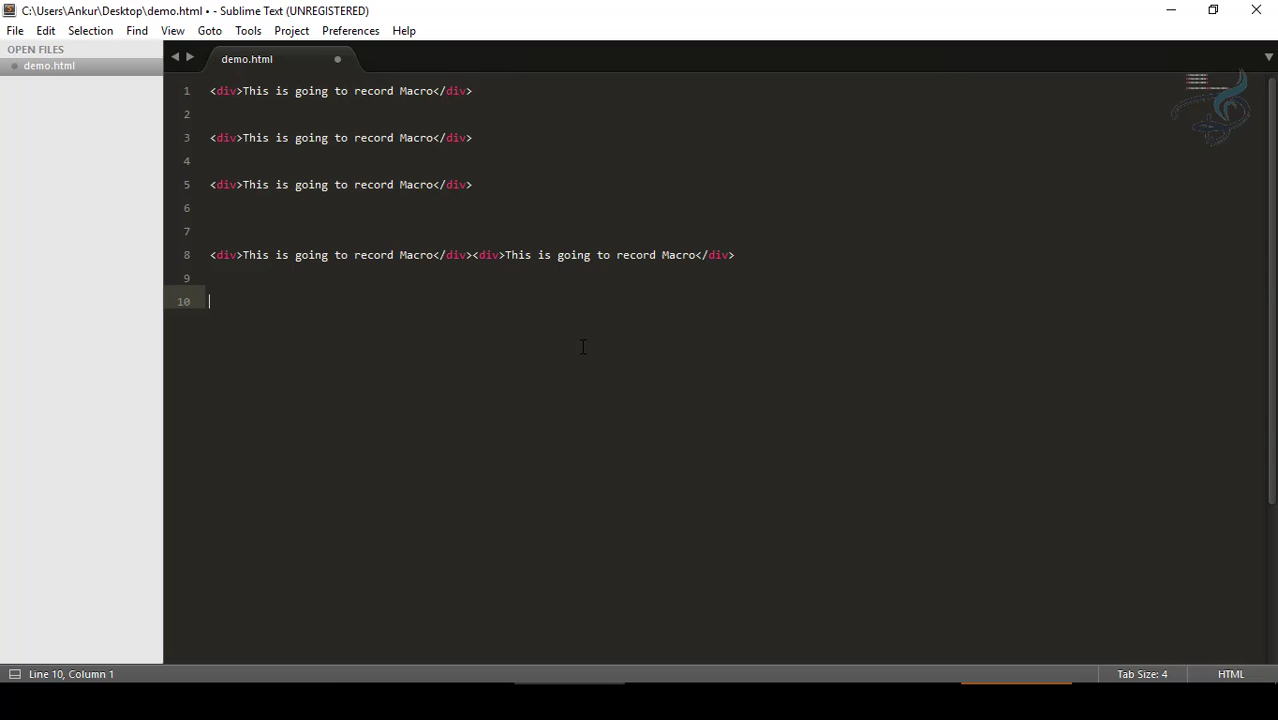 C:\Users\Ankur\Desktop\demo.html • - Sublime Text (UNREGISTERED)
File Edit Selection Find View Goto Tools Project Preferences Help
OPEN FILES
demo.html
demo.html
1 <div>This is going to record Macro</div>
2
3 <div>This is going to record Macro</div>
4
5 <div>This is going to record Macro</div>
6
7
8 <div>This is going to record Macro</div><div>This is going to record Macro</div>
9
10
Line 10, Column 1 Tab Size: 4 HTML